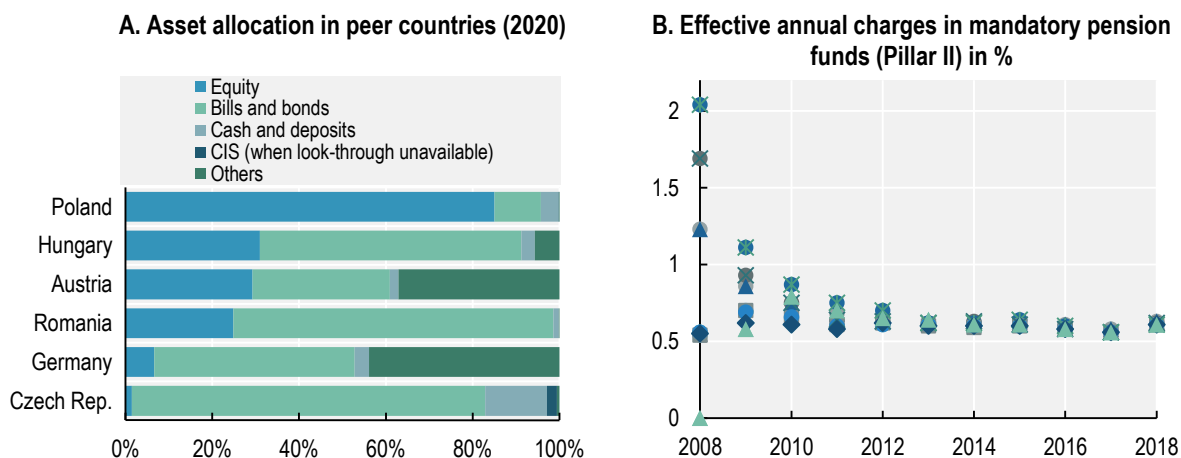 A. Asset allocation in peer countries (2020)
Equity
Bills and bonds
Cash and deposits
CIS (when look-through unavailable)
Others
Poland
Hungary
Austria
Romania
Germany
Czech Rep.
0% 20% 40% 60% 80% 100%
B. Effective annual charges in mandatory pension
funds (Pillar II) in %
2
1.5
1
0.5
0
2008 2010 2012 2014 2016 2018